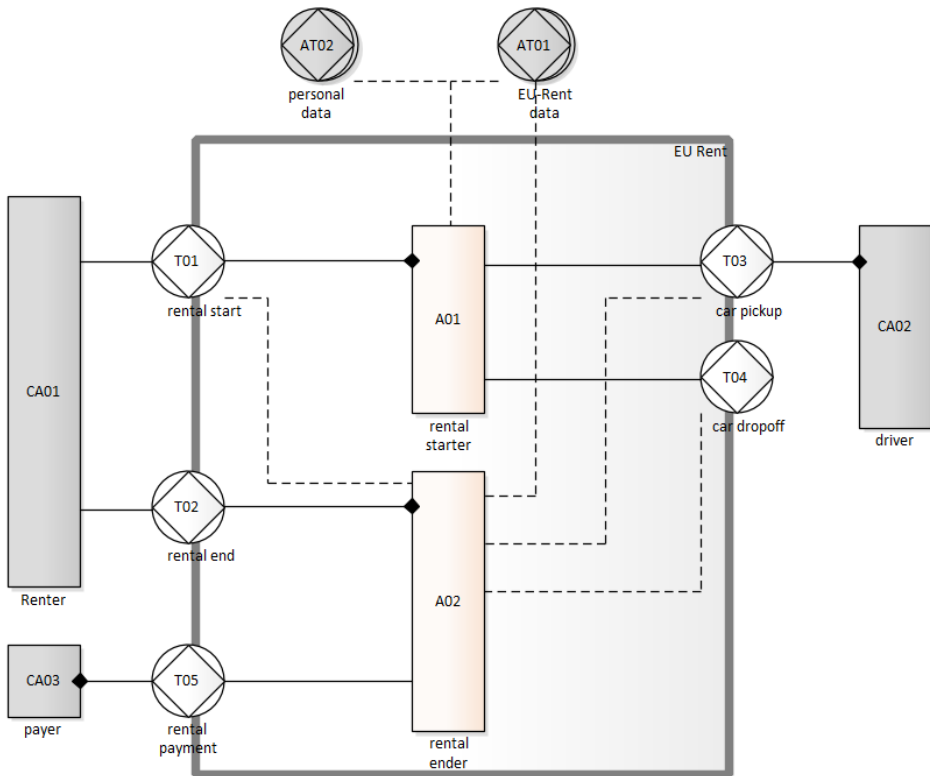 AT02
AT01
personal
data
EU-Rent
data
EU Rent
T01
T03
rental start
car pickup
A01
CA02
T04
CA01
rental
starter
car dropoff
driver
T02
rental end
A02
Renter
CA03
T05
payer
rental
payment
rental
ender